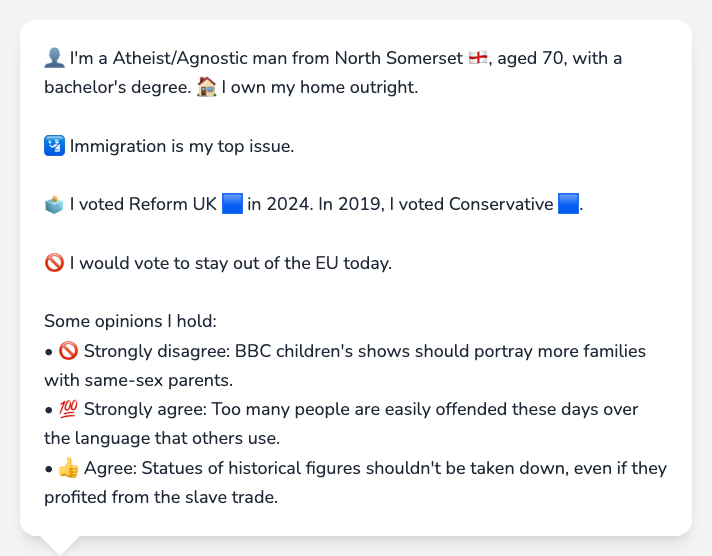 👤 I'm a Atheist/Agnostic man from North Somerset 🏴󠁧󠁢󠁥󠁮󠁧󠁿, aged 70, with a
bachelor's degree. 🏠 I own my home outright.
🛂 Immigration is my top issue.
🗳️ I voted Reform UK 🟦 in 2024. In 2019, I voted Conservative 🟦.
🚫 I would vote to stay out of the EU today.
Some opinions I hold:
• 🚫 Strongly disagree: BBC children's shows should portray more families
with same-sex parents.
• 💯 Strongly agree: Too many people are easily offended these days over
the language that others use.
• 👍 Agree: Statues of historical figures shouldn't be taken down, even if they
profited from the slave trade.